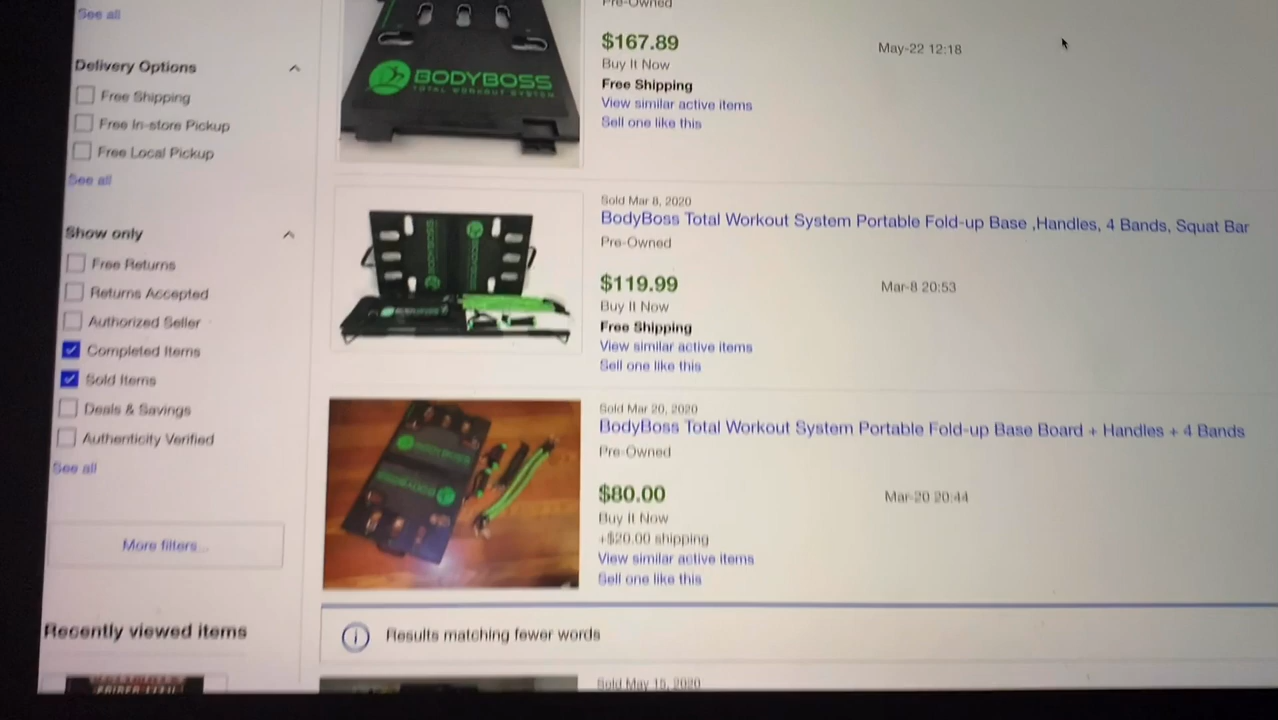 See all
Delivery Options
Free Shipping
Free In-store Pickup
Free Local Pickup
See all
Show only
Free Returns
Returns Accepted
Authorized Seller
Completed Items
Sold Items
Deals & Savings
Authenticity Verified
See all
More filters...
Recently viewed items
BODYBOSS
TOTAL WORKOUT SYSTEM
Pre-Owned
$167.89
Buy It Now
Free Shipping
View similar active items
Sell one like this
May-22 12:18
BODYBOSS
BODYBOSS
Sold Mar 8, 2020
BodyBoss Total Workout System Portable Fold-up Base ,Handles, 4 Bands, Squat Bar
Pre-Owned
$119.99
Buy It Now
Free Shipping
View similar active items
Sell one like this
Mar-8 20:53
BODYBOSS
BODYBOSS
Sold Mar 20, 2020
BodyBoss Total Workout System Portable Fold-up Base Board + Handles + 4 Bands
Pre-Owned
$80.00
Buy It Now
+$20.00 shipping
View similar active items
Sell one like this
Mar-20 20:44
Results matching fewer words
Sold May 15, 2020